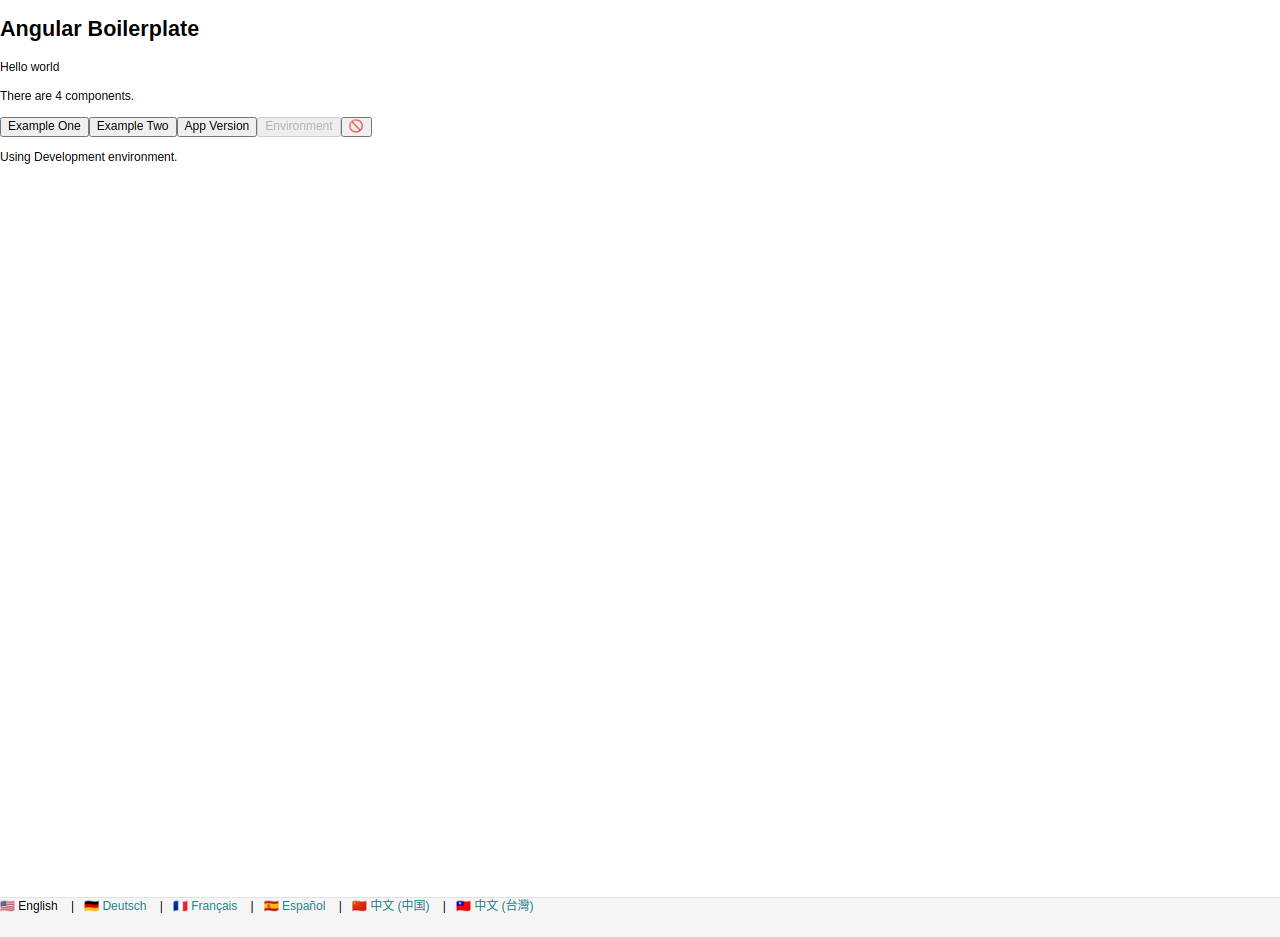 Angular Boilerplate
Hello world
There are 4 components.
Example One Example Two App Version Environment 🚫
Using Development environment.
🇺🇸 English | 🇩🇪 Deutsch | 🇫🇷 Français | 🇪🇸 Español | 🇨🇳 中文 (中国) | 🇹🇼 中文 (台灣)